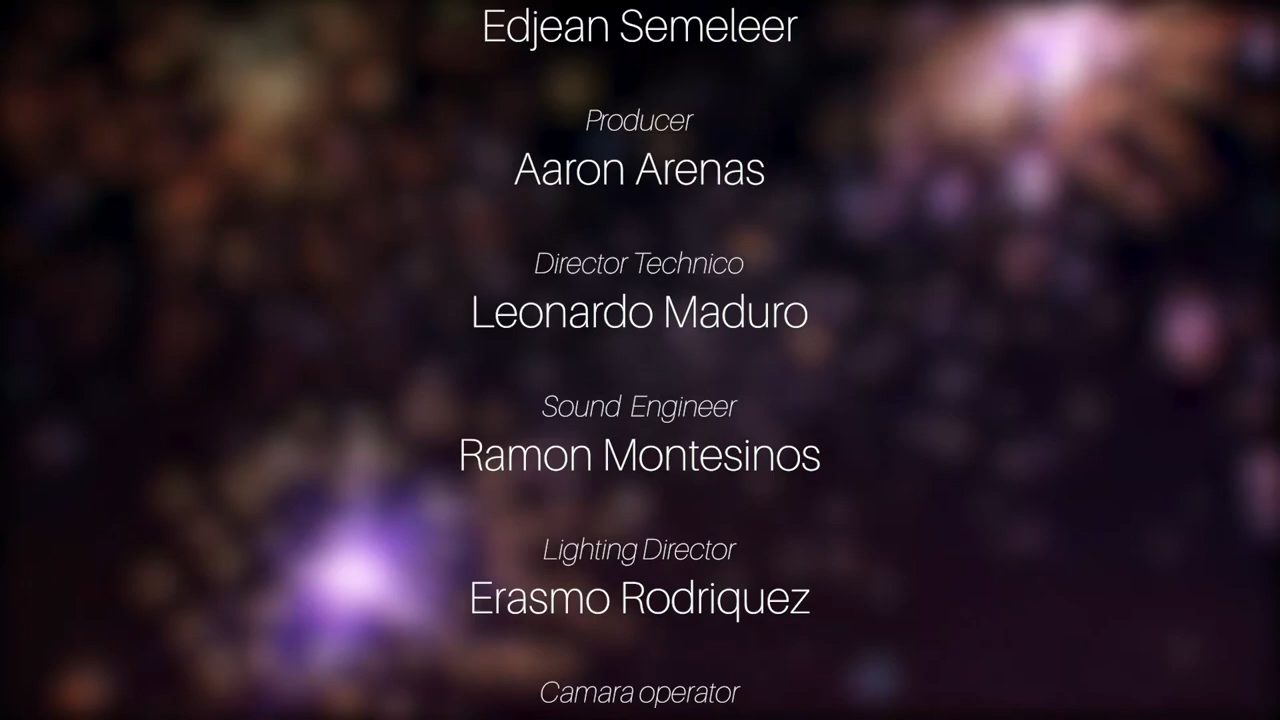 Edjean Semeleer
Producer
Aaron Arenas
Director Technico
Leonardo Maduro
Sound Engineer
Ramon Montesinos
Lighting Director
Erasmo Rodriquez
Camara operator